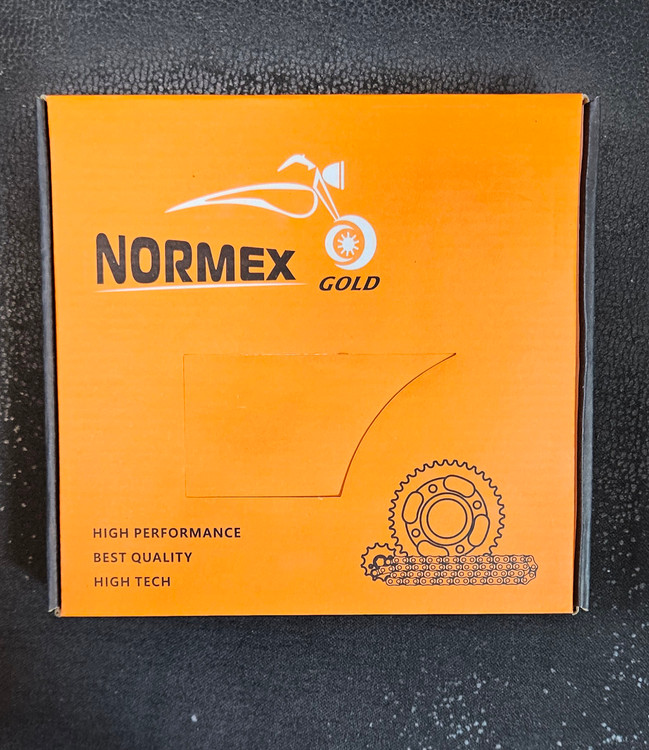 NORMEX
GOLD
HIGH PERFORMANCE
BEST QUALITY
HIGH TECH